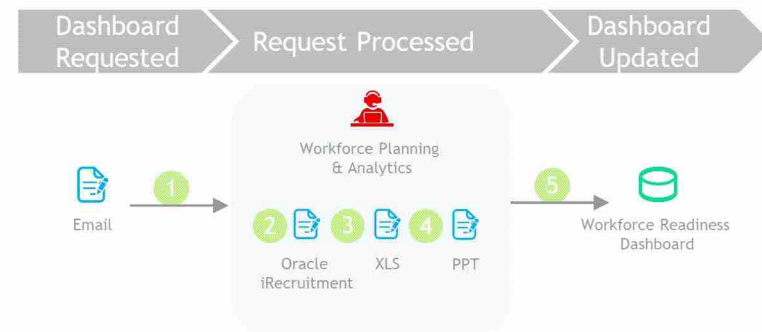 Dashboard
Requested
Request Processed
Dashboard
Updated
Workforce Planning
& Analytics
1
5
Email
Workforce Readiness
Dashboard
2
3
4
Oracle
iRecruitment
XLS
PPT